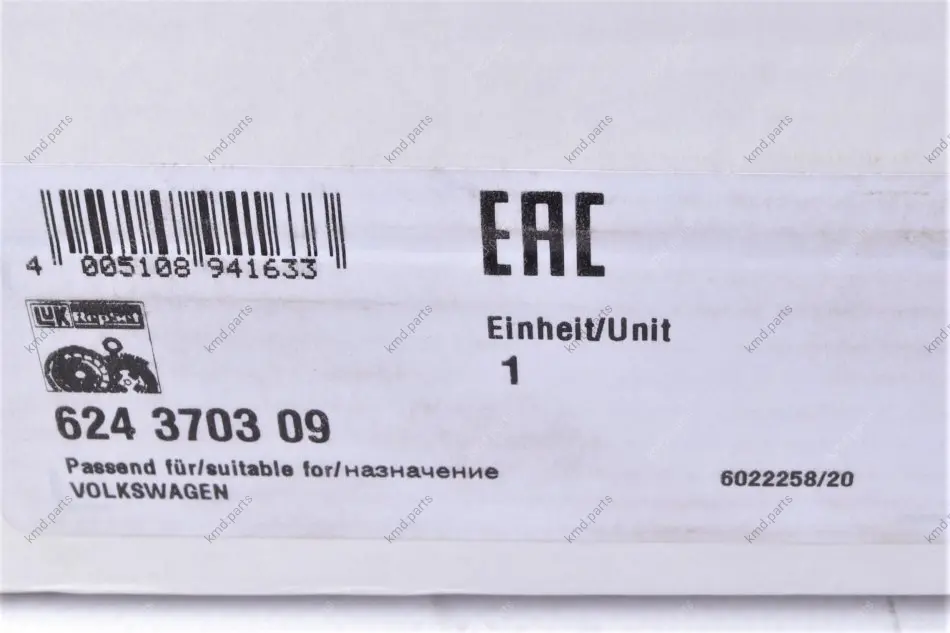 4 005108 941633
EAC
LUK RepSet
Einheit/Unit
1
624 3703 09
Passend für/suitable for/назначение
VOLKSWAGEN
6022258/20
kmd.parts